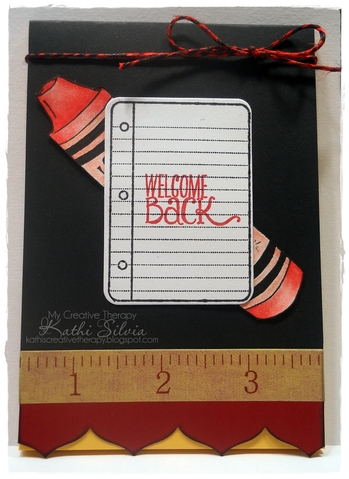 WELCOME
BACK
My Creative Therapy
Kathi Silvia
kathiscreativetherapy.blogspot.com
1 2 3